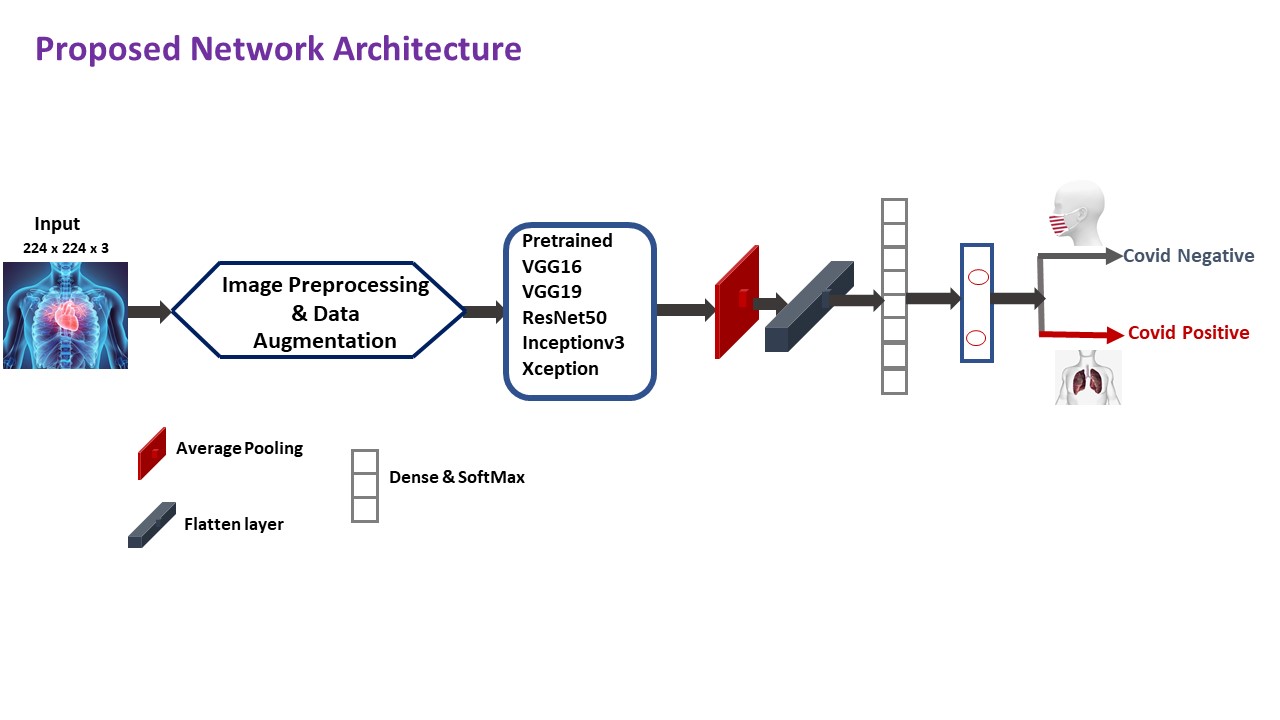 Proposed Network Architecture
Input
224 x 224 x 3
Image Preprocessing
& Data
Augmentation
Pretrained
VGG16
VGG19
ResNet50
Inceptionv3
Xception
Covid Negative
Covid Positive
Average Pooling
Dense & SoftMax
Flatten layer